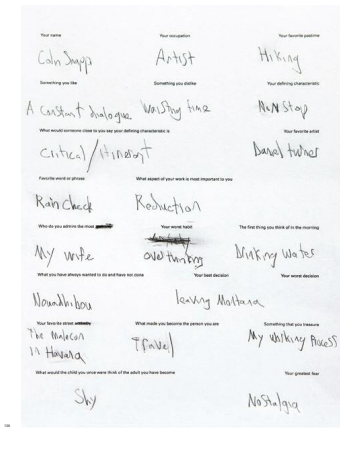 Your name Your occupation Your favorite pastime
Colin Artist Hiking
Something you like Something you dislike Your defining characteristic
A constant dialogue Waisting time Non Stop
What would someone close to you say your defining characteristic is Your favorite artist
Critical/Itinerant Daniel
Favorite word or phrase What aspect of your work is most important to you
Rain Check Reduction
Who do you admire the most Your worst habit The first thing you think of in the morning
My wife overthinking Drinking Water
What you have always wanted to do and have not done Your best decision Your worst decision
Nouadhibou leaving Montana
Your favorite street What made you become the person you are Something that you treasure
The Malecon Travel My walking Process
in Havana
What would the child you once were think of the adult you have become Your greatest fear
Shy Nostalgia